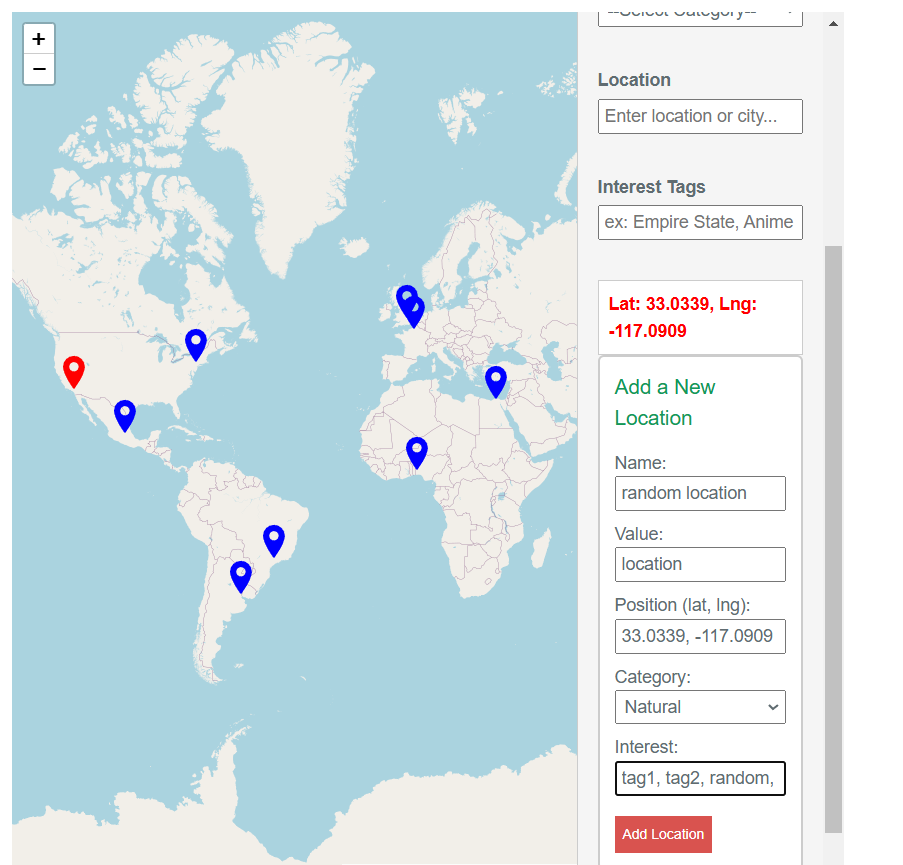 +
−
--Select Category--
Location
Enter location or city...
Interest Tags
ex: Empire State, Anime
Lat: 33.0339, Lng:
-117.0909
Add a New
Location
Name:
random location
Value:
location
Position (lat, lng):
33.0339, -117.0909
Category:
Natural
Interest:
tag1, tag2, random,
Add Location